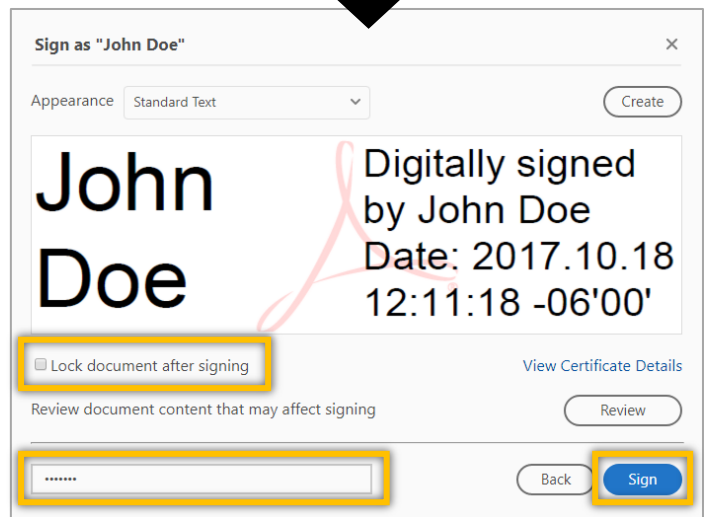 Sign as "John Doe"
Appearance Standard Text Create
John
Doe
Digitally signed
by John Doe
Date: 2017.10.18
12:11:18 -06'00'
Lock document after signing View Certificate Details
Review document content that may affect signing Review
•••••••
Back Sign